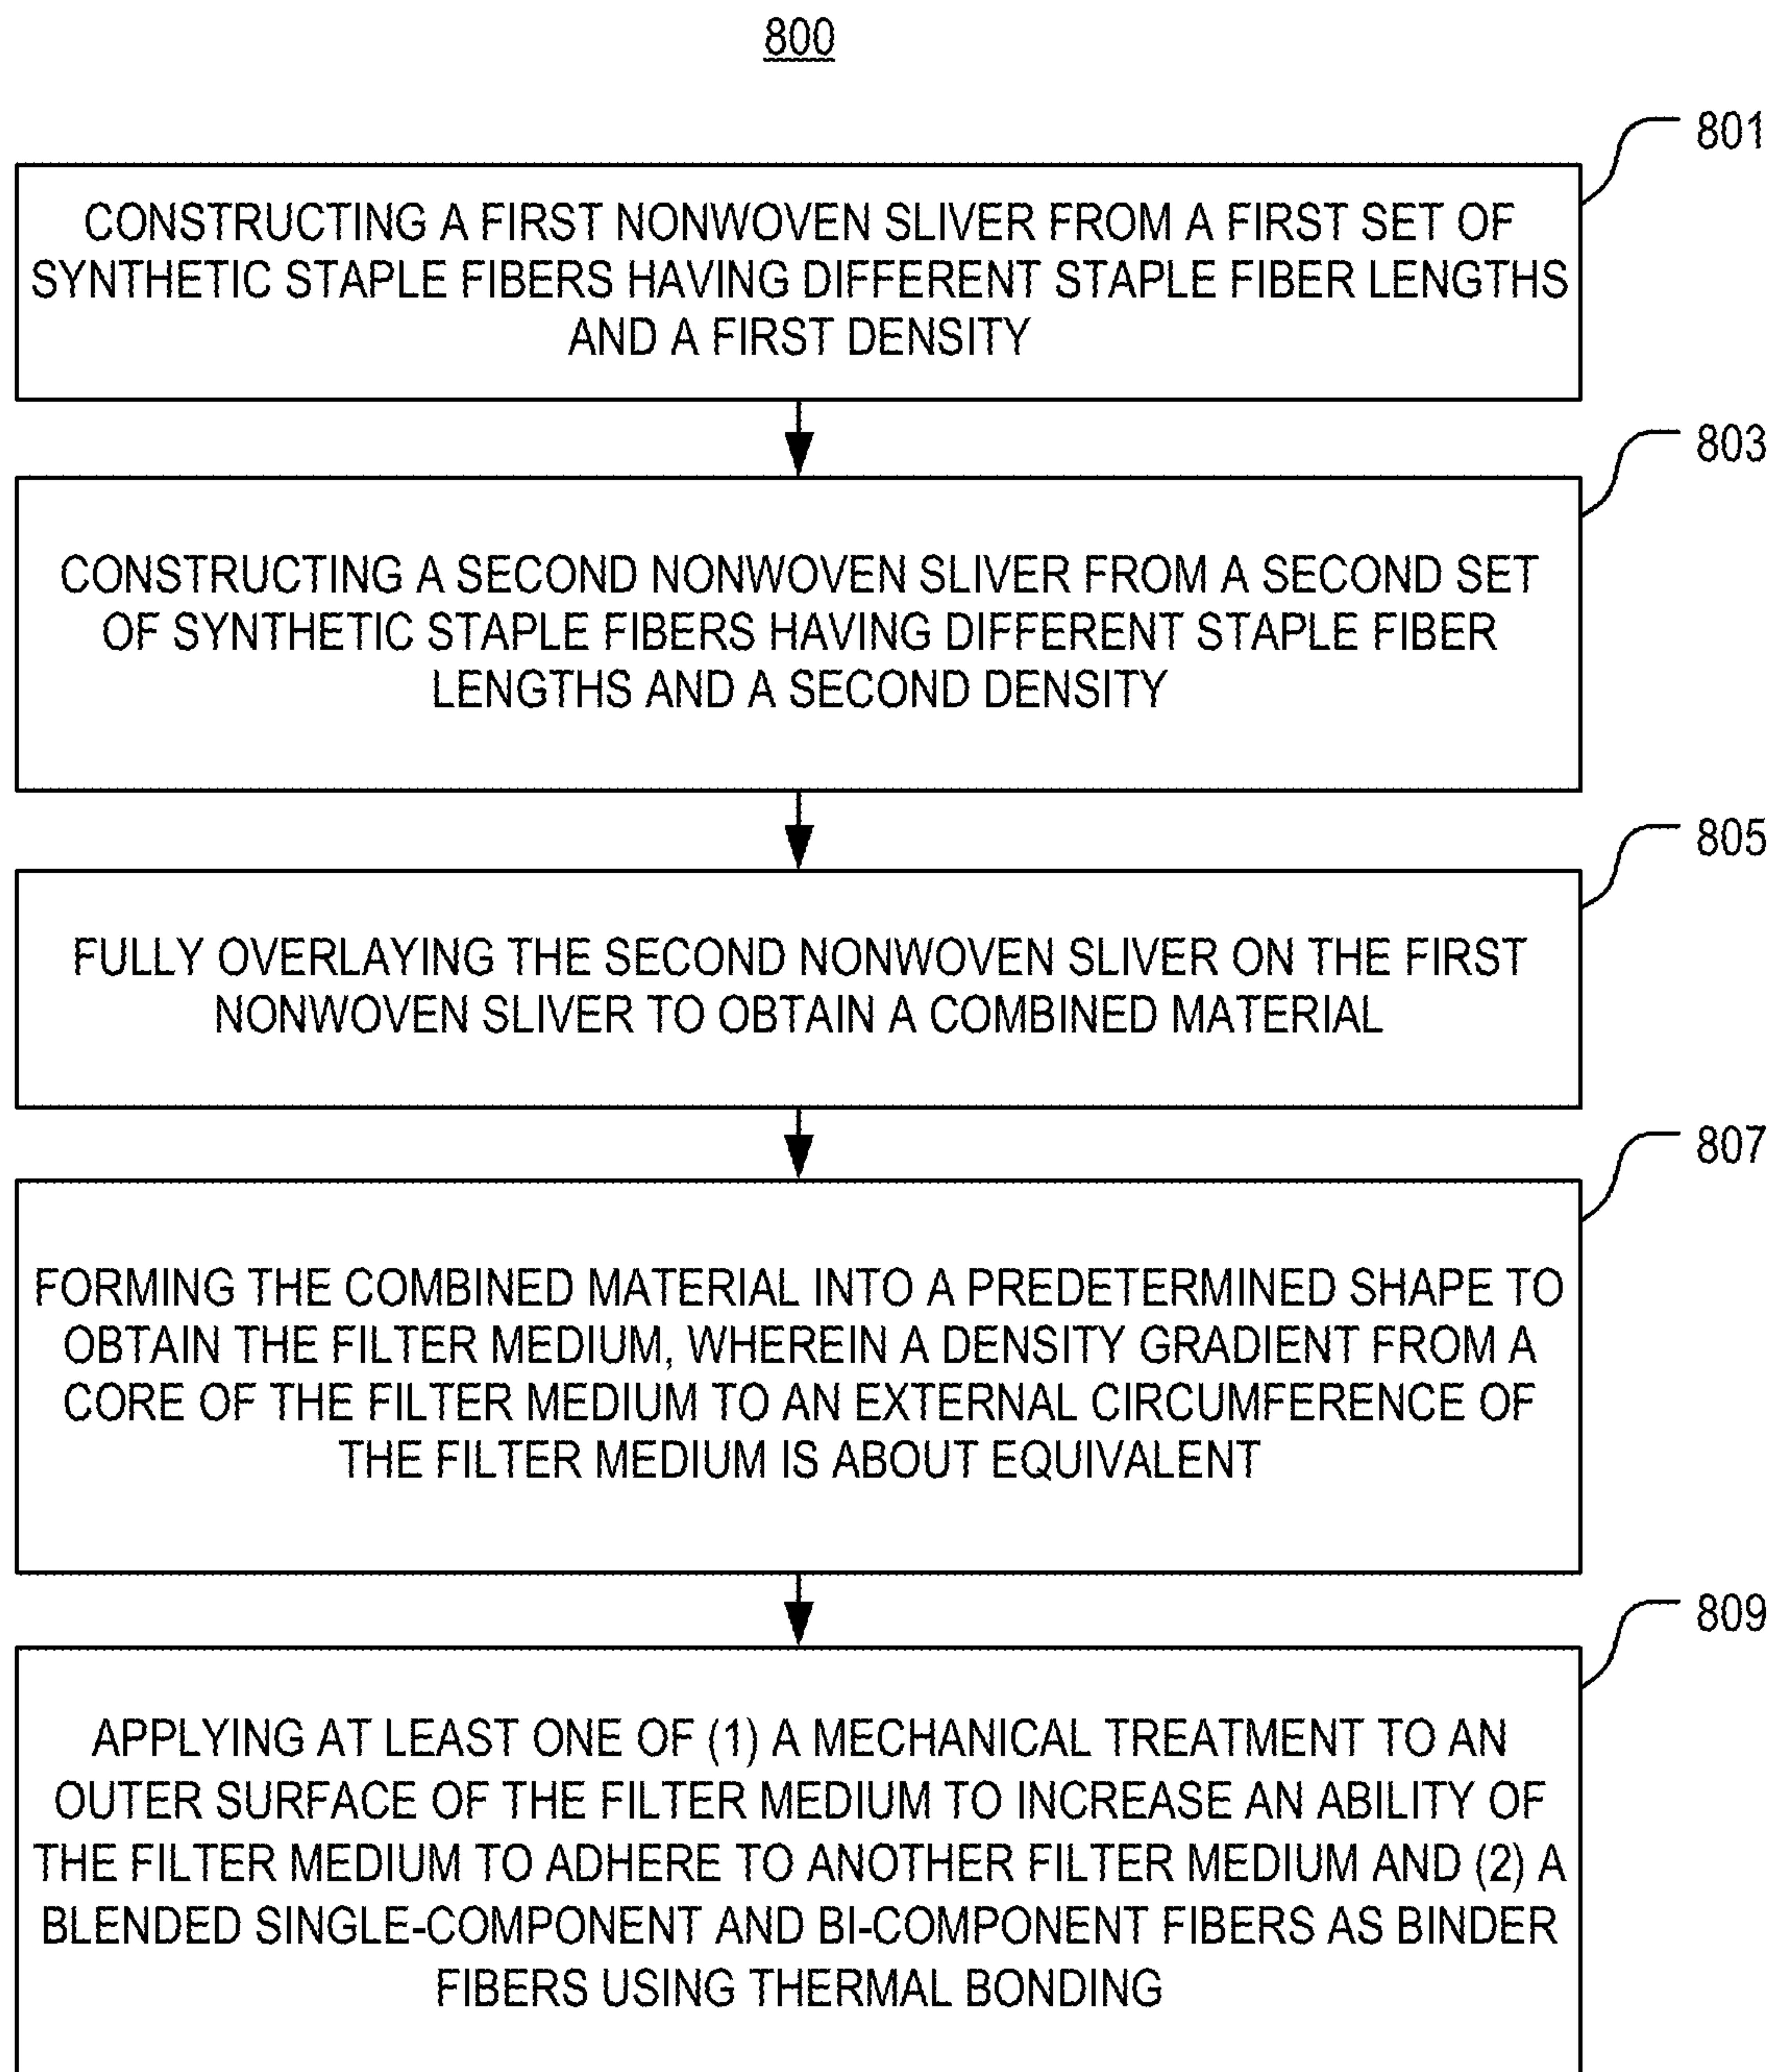 800
801
CONSTRUCTING A FIRST NONWOVEN SLIVER FROM A FIRST SET OF
SYNTHETIC STAPLE FIBERS HAVING DIFFERENT STAPLE FIBER LENGTHS
AND A FIRST DENSITY
803
CONSTRUCTING A SECOND NONWOVEN SLIVER FROM A SECOND SET
OF SYNTHETIC STAPLE FIBERS HAVING DIFFERENT STAPLE FIBER
LENGTHS AND A SECOND DENSITY
805
FULLY OVERLAYING THE SECOND NONWOVEN SLIVER ON THE FIRST
NONWOVEN SLIVER TO OBTAIN A COMBINED MATERIAL
807
FORMING THE COMBINED MATERIAL INTO A PREDETERMINED SHAPE TO
OBTAIN THE FILTER MEDIUM, WHEREIN A DENSITY GRADIENT FROM A
CORE OF THE FILTER MEDIUM TO AN EXTERNAL CIRCUMFERENCE OF
THE FILTER MEDIUM IS ABOUT EQUIVALENT
809
APPLYING AT LEAST ONE OF (1) A MECHANICAL TREATMENT TO AN
OUTER SURFACE OF THE FILTER MEDIUM TO INCREASE AN ABILITY OF
THE FILTER MEDIUM TO ADHERE TO ANOTHER FILTER MEDIUM AND (2) A
BLENDED SINGLE-COMPONENT AND BI-COMPONENT FIBERS AS BINDER
FIBERS USING THERMAL BONDING